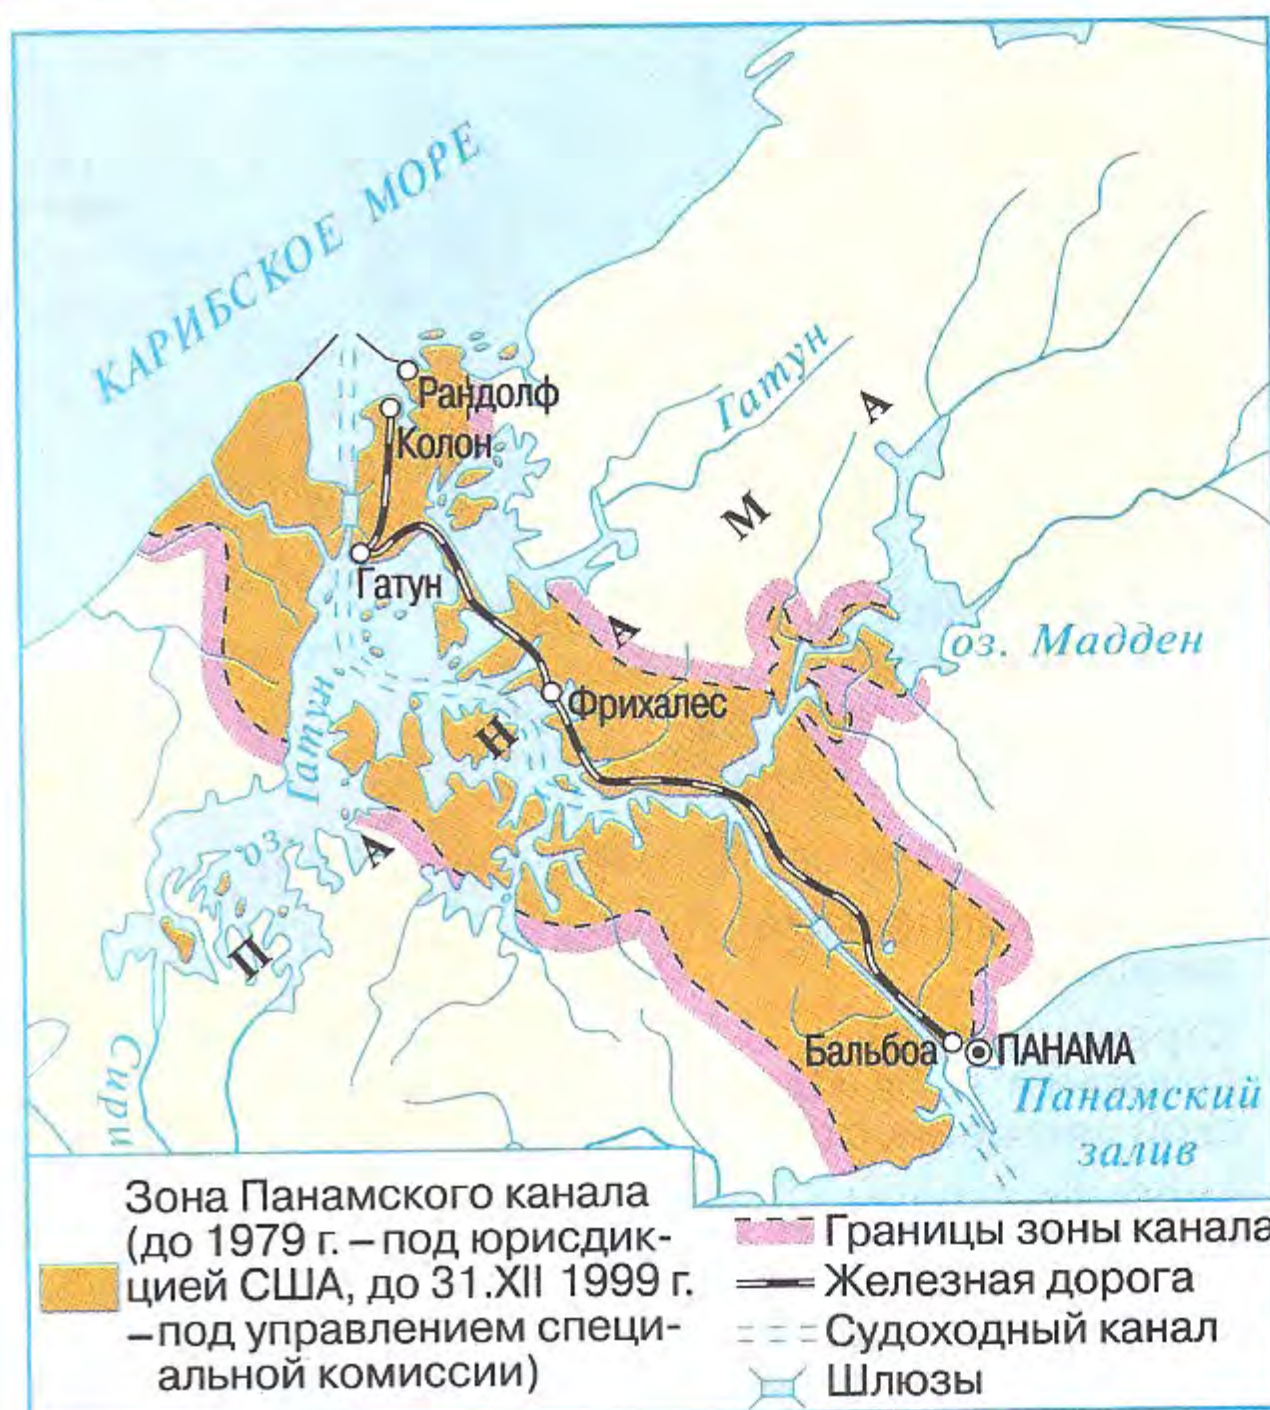 КАРИБСКОЕ МОРЕ
Рандолф
Колон
Гатун
Гатун
оз. Мадден
Фрихалес
оз. Гатун
ПАНАМА
Сири
Бальбоа
ПАНАМА
Панамский
залив
Зона Панамского канала
(до 1979 г. – под юрисдик-
цией США, до 31.XII 1999 г.
– под управлением специ-
альной комиссии)
Границы зоны канала
Железная дорога
Судоходный канал
Шлюзы